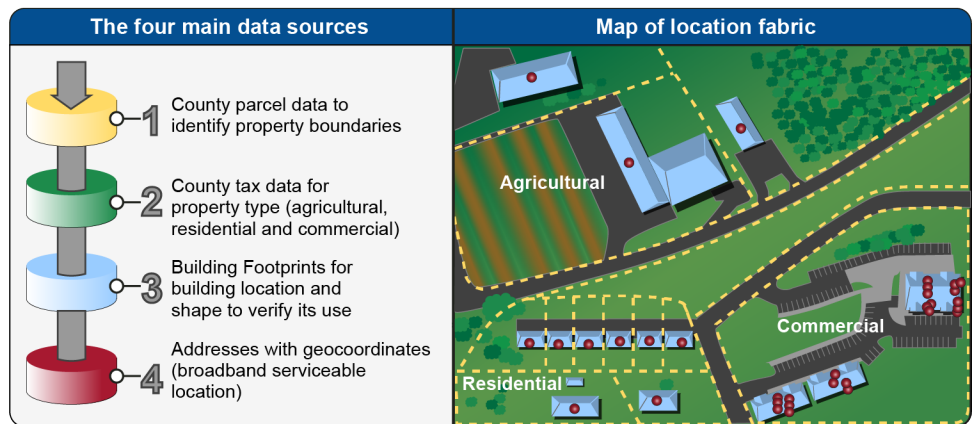 The four main data sources
1
County parcel data to
identify property boundaries
2
County tax data for
property type (agricultural,
residential and commercial)
3
Building Footprints for
building location and
shape to verify its use
4
Addresses with geocoordinates
(broadband serviceable
location)
Map of location fabric
Agricultural
Commercial
Residential